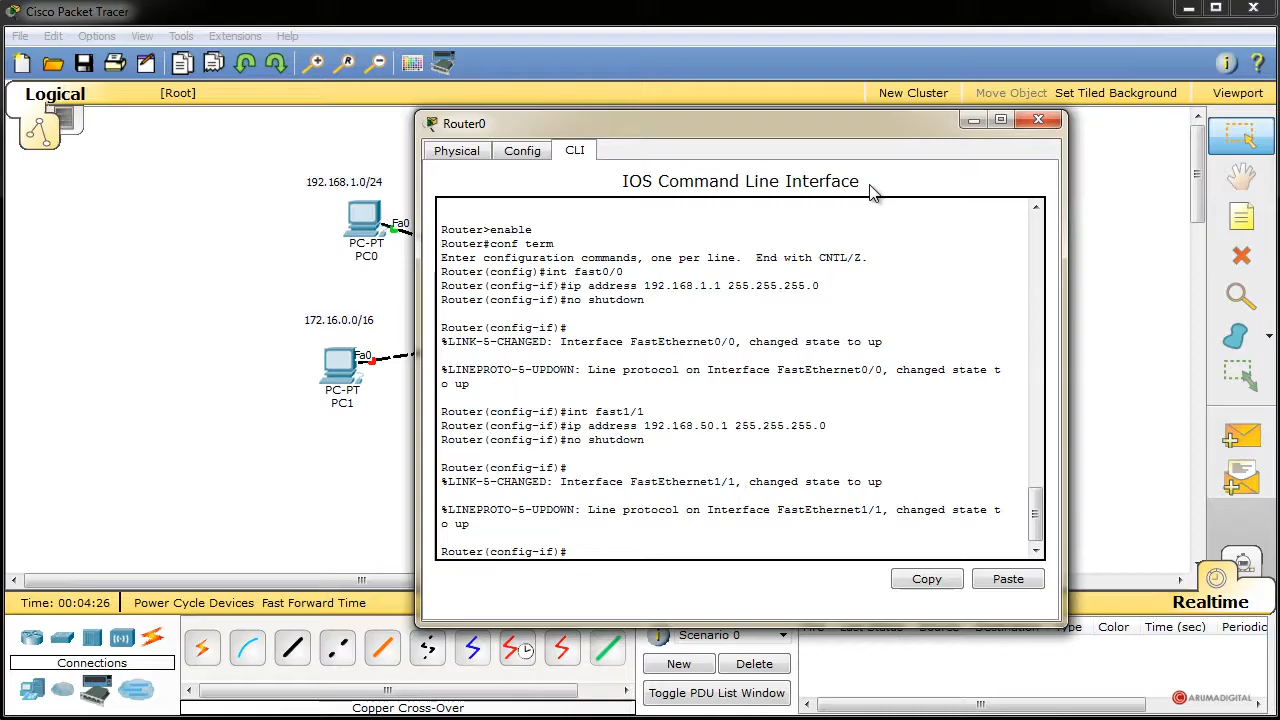 Cisco Packet Tracer
File Edit Options View Tools Extensions Help
Logical
[Root]
New Cluster
Move Object
Set Tiled Background
Viewport
192.168.1.0/24
Fa0
PC-PT
PC0
172.16.0.0/16
Fa0
PC-PT
PC1
Router0
Physical Config CLI
IOS Command Line Interface
Router>enable
Router#conf term
Enter configuration commands, one per line.  End with CNTL/Z.
Router(config)#int fast0/0
Router(config-if)#ip address 192.168.1.1 255.255.255.0
Router(config-if)#no shutdown
Router(config-if)#
%LINK-5-CHANGED: Interface FastEthernet0/0, changed state to up
%LINEPROTO-5-UPDOWN: Line protocol on Interface FastEthernet0/0, changed state t
o up
Router(config-if)#int fast1/1
Router(config-if)#ip address 192.168.50.1 255.255.255.0
Router(config-if)#no shutdown
Router(config-if)#
%LINK-5-CHANGED: Interface FastEthernet1/1, changed state to up
%LINEPROTO-5-UPDOWN: Line protocol on Interface FastEthernet1/1, changed state t
o up
Router(config-if)#
Copy Paste
Time: 00:04:26
Power Cycle Devices Fast Forward Time
Realtime
Connections
Copper Cross-Over
Scenario 0
New Delete
Toggle PDU List Window
Fire Last Status Source Destination Type Color Time (sec) Periodic
ARUMADIGITAL